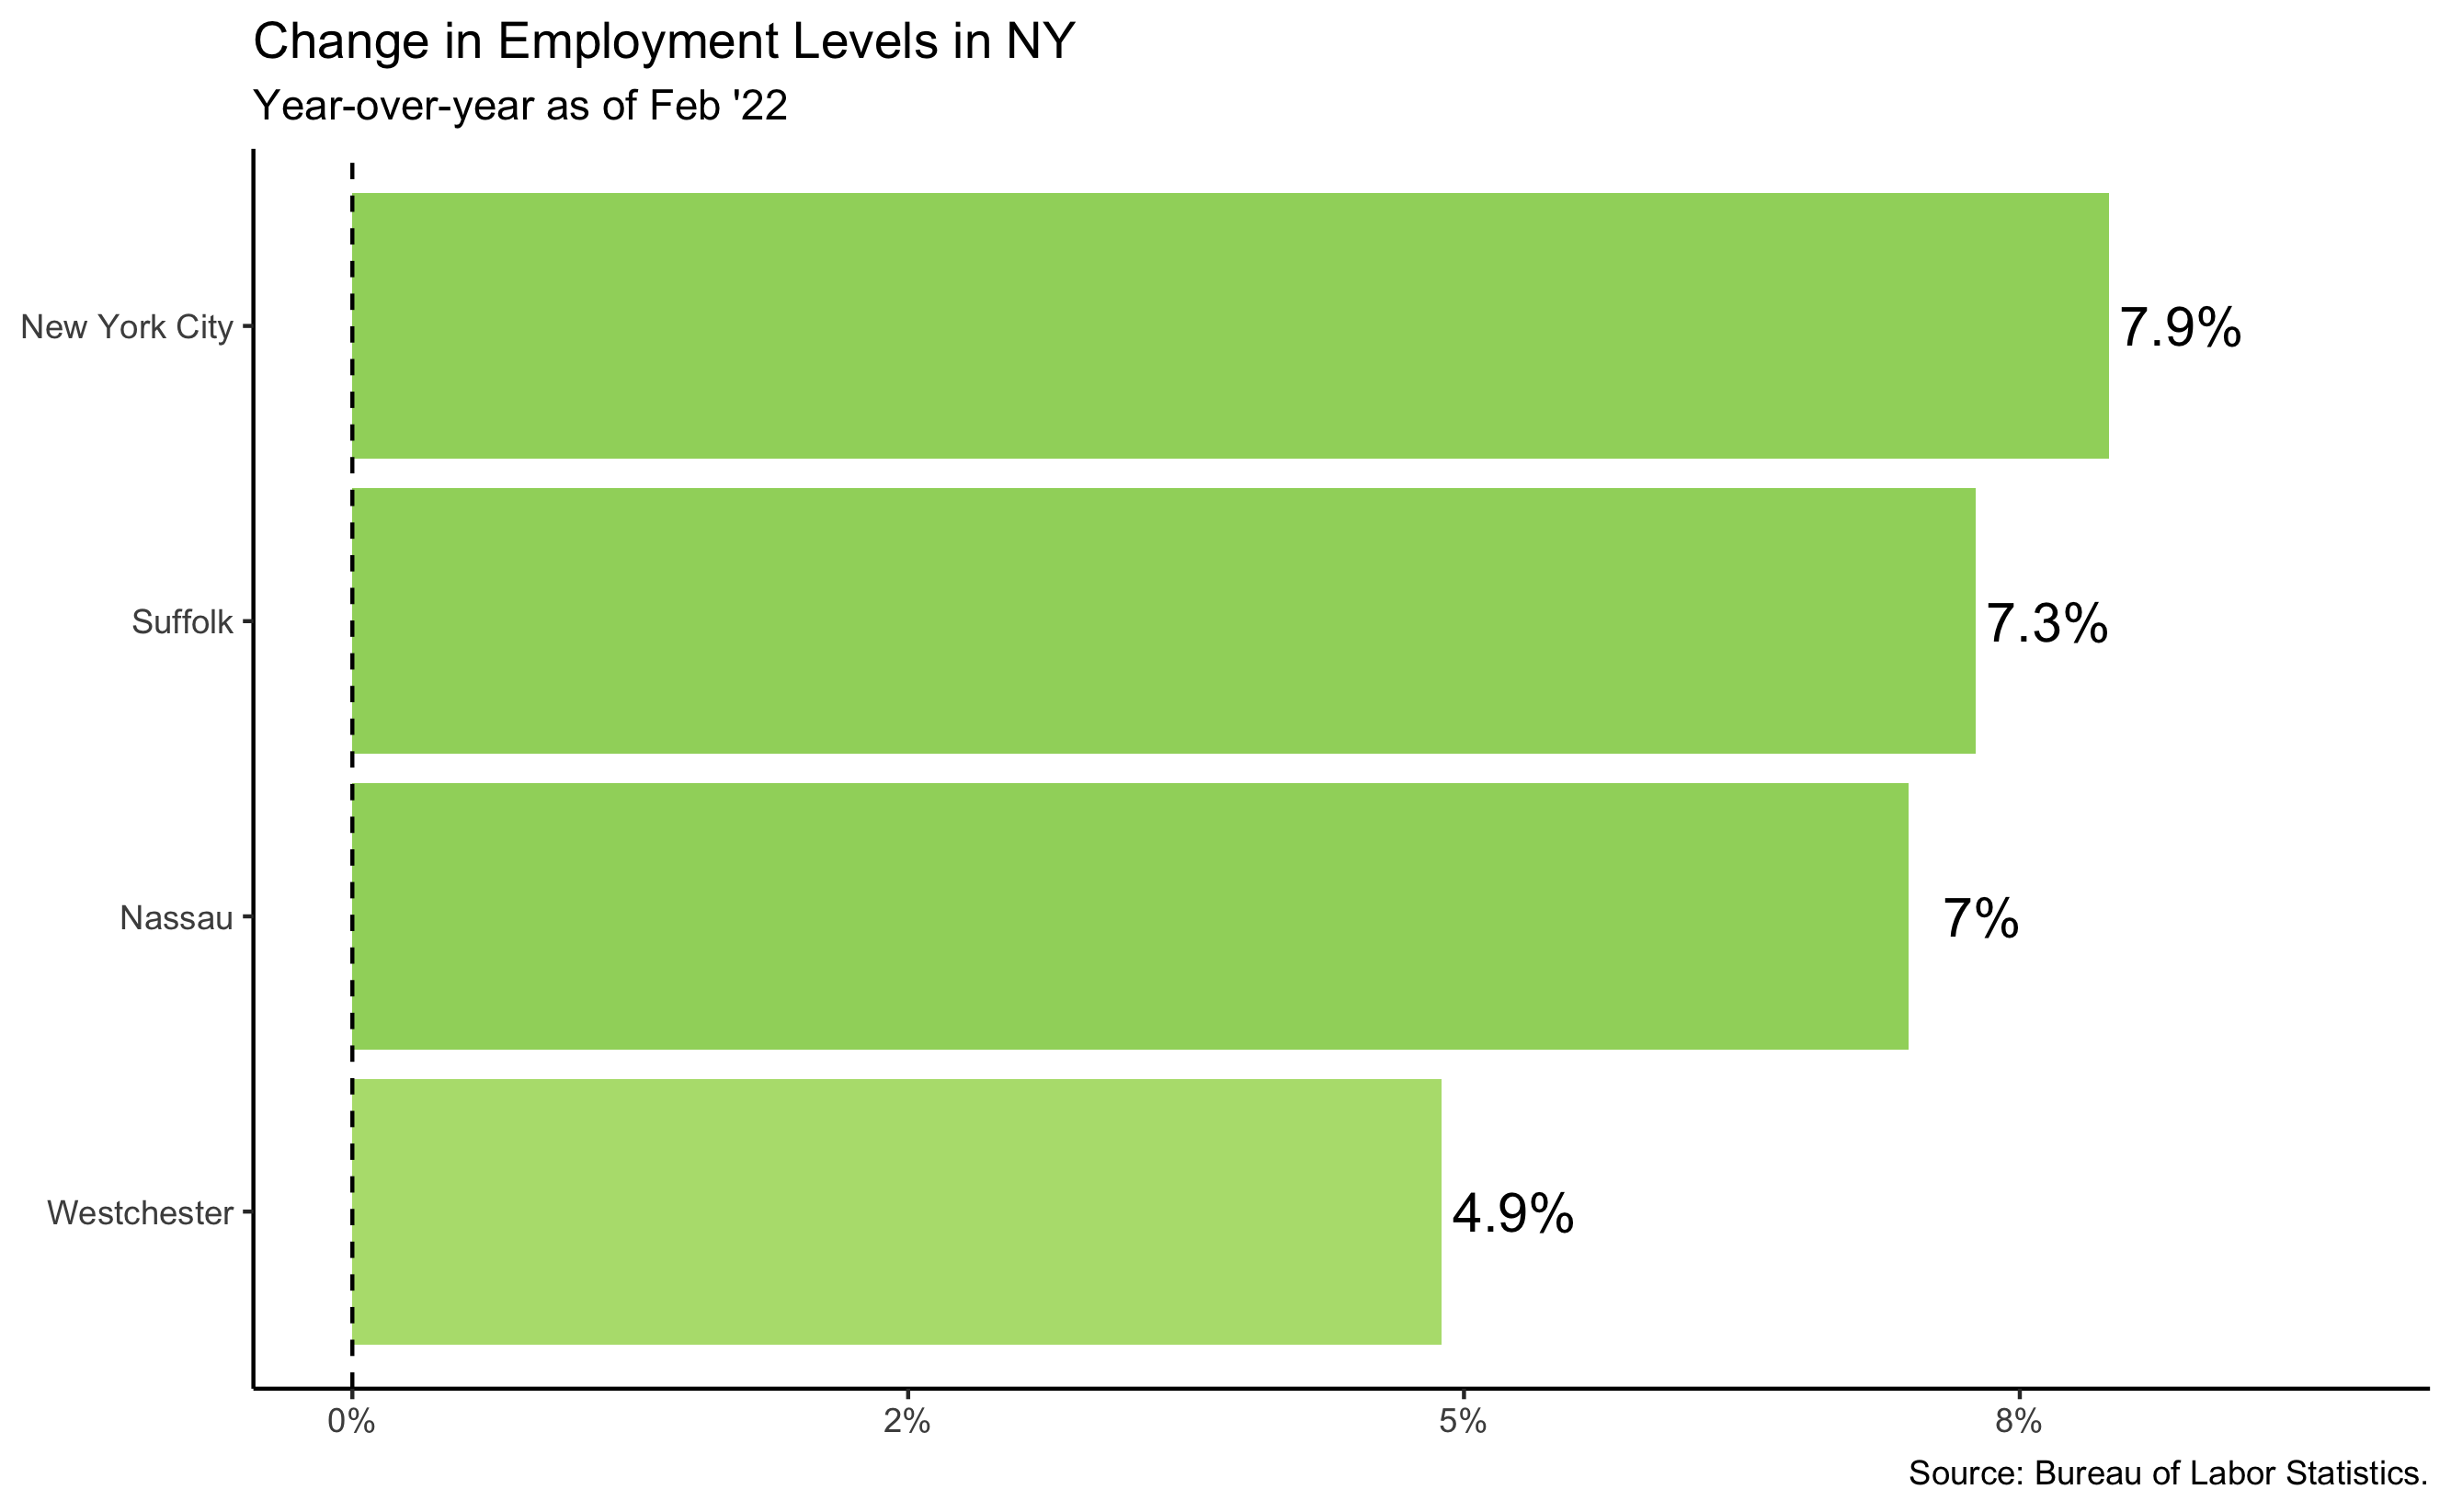 Change in Employment Levels in NY
Year-over-year as of Feb '22
New York City
7.9%
Suffolk
7.3%
Nassau
7%
Westchester
4.9%
0%
2%
5%
8%
Source: Bureau of Labor Statistics.